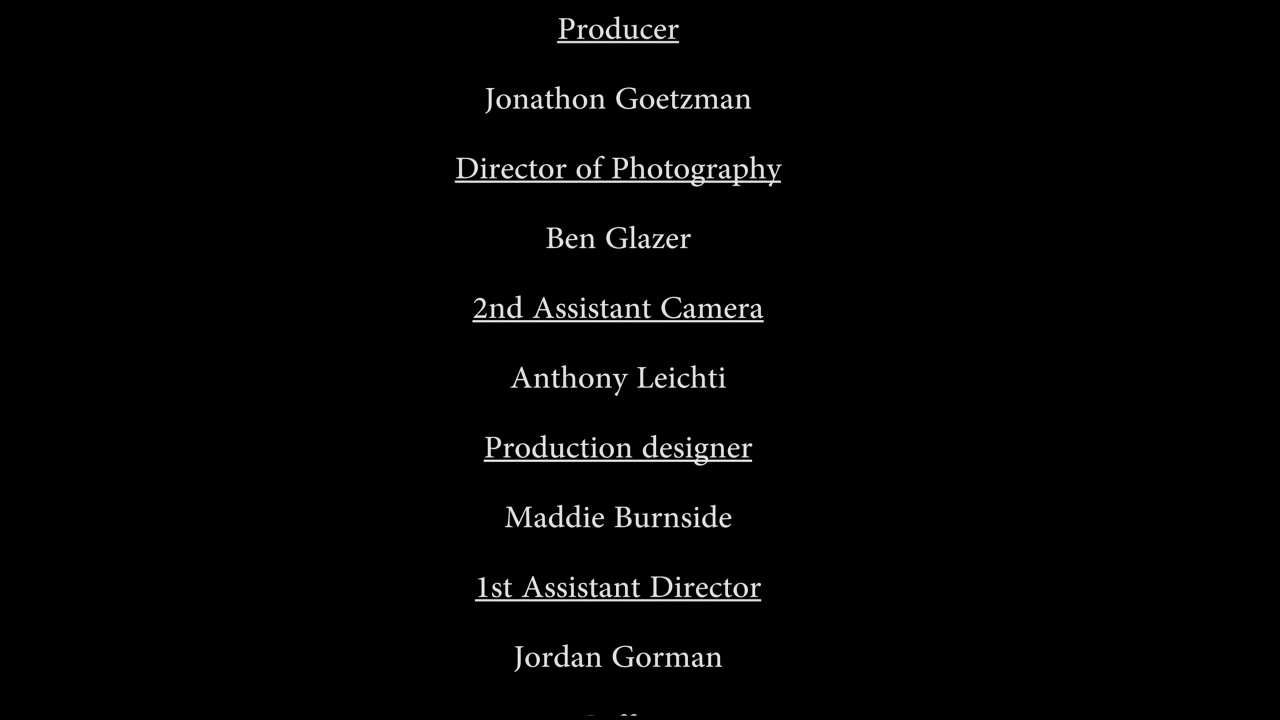 Producer
Jonathon Goetzman
Director of Photography
Ben Glazer
2nd Assistant Camera
Anthony Leichti
Production designer
Maddie Burnside
1st Assistant Director
Jordan Gorman